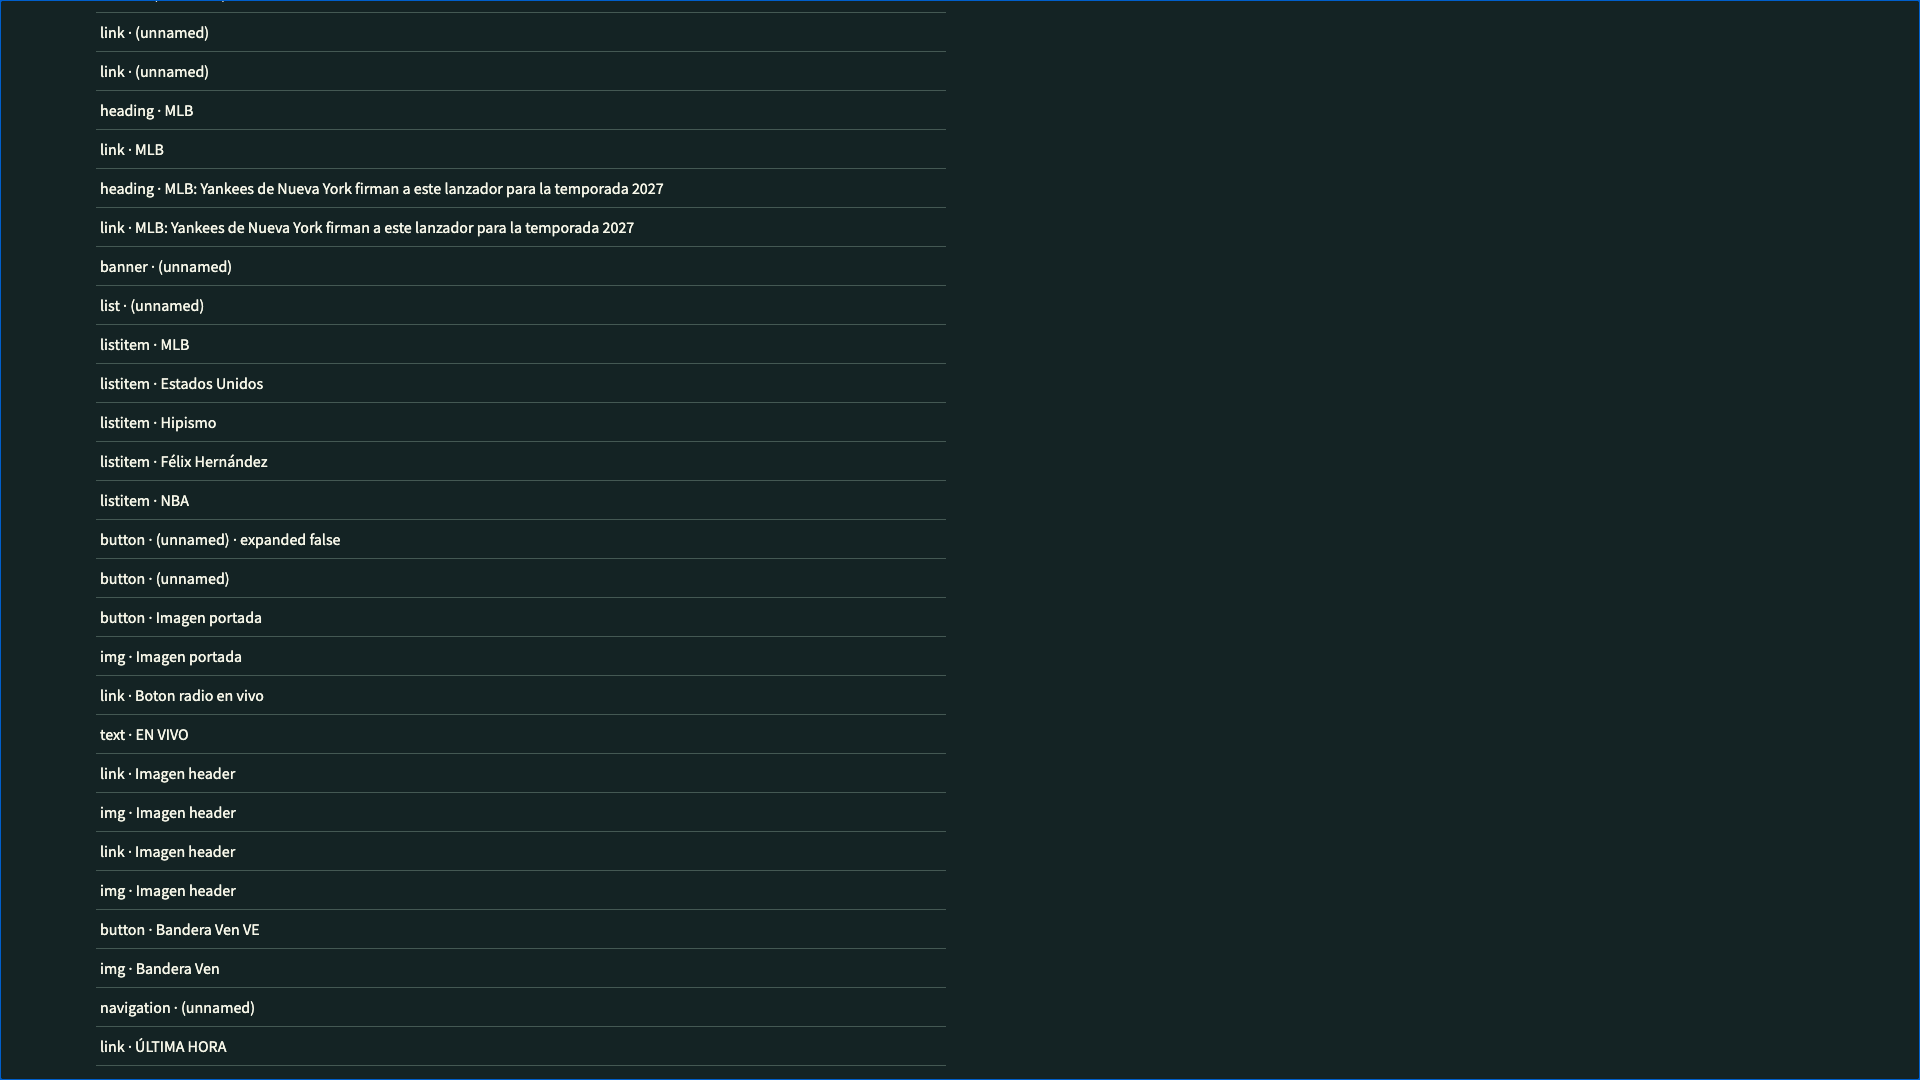 link · (unnamed)
link · (unnamed)
heading · MLB
link · MLB
heading · MLB: Yankees de Nueva York firman a este lanzador para la temporada 2027
link · MLB: Yankees de Nueva York firman a este lanzador para la temporada 2027
banner · (unnamed)
list · (unnamed)
listitem · MLB
listitem · Estados Unidos
listitem · Hipismo
listitem · Félix Hernández
listitem · NBA
button · (unnamed) · expanded false
button · (unnamed)
button · Imagen portada
img · Imagen portada
link · Boton radio en vivo
text · EN VIVO
link · Imagen header
img · Imagen header
link · Imagen header
img · Imagen header
button · Bandera Ven VE
img · Bandera Ven
navigation · (unnamed)
link · ÚLTIMA HORA